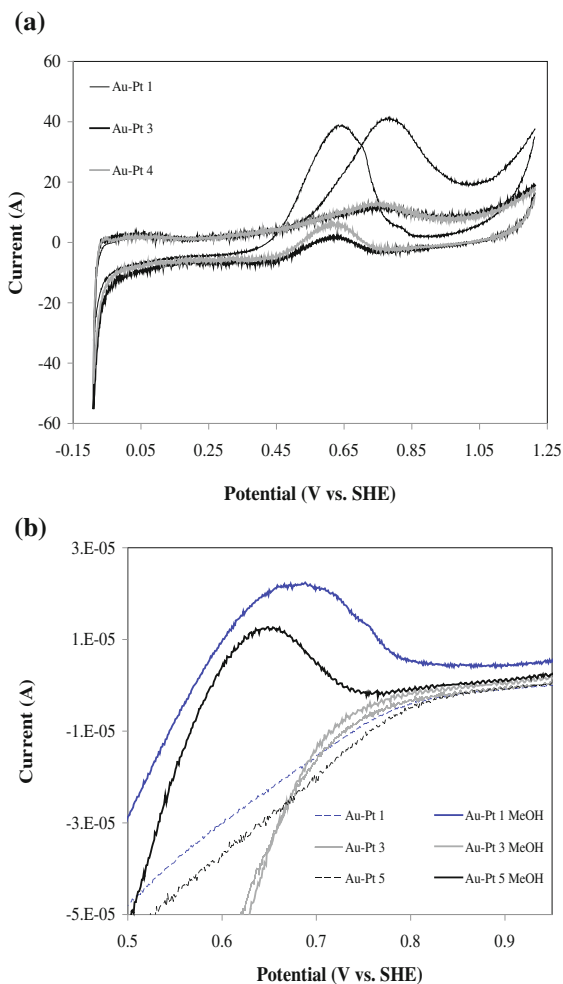 (a)
60
40
20
0
-20
-40
-60
Current (A)
Au-Pt 1
Au-Pt 3
Au-Pt 4
-0.15 0.05 0.25 0.45 0.65 0.85 1.05 1.25
Potential (V vs. SHE)
(b)
3.E-05
1.E-05
-1.E-05
-3.E-05
-5.E-05
Current (A)
Au-Pt 1 Au-Pt 1 MeOH
Au-Pt 3 Au-Pt 3 MeOH
Au-Pt 5 Au-Pt 5 MeOH
0.5 0.6 0.7 0.8 0.9
Potential (V vs. SHE)